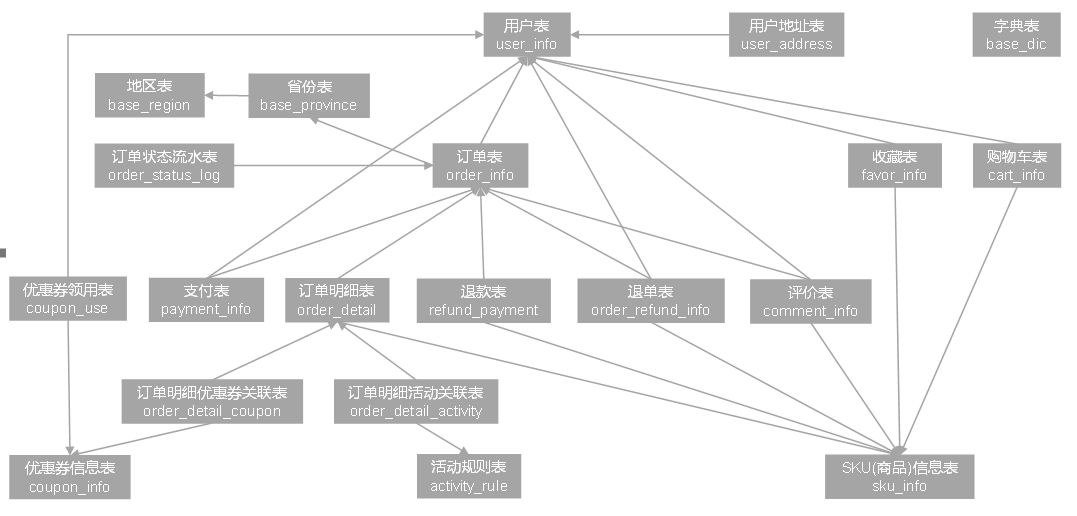 用户表
user_info
用户地址表
user_address
字典表
base_dic
地区表
base_region
省份表
base_province
订单状态流水表
order_status_log
订单表
order_info
收藏表
favor_info
购物车表
cart_info
优惠券领用表
coupon_use
支付表
payment_info
订单明细表
order_detail
退款表
refund_payment
退单表
order_refund_info
评价表
comment_info
订单明细优惠券关联表
order_detail_coupon
订单明细活动关联表
order_detail_activity
优惠券信息表
coupon_info
活动规则表
activity_rule
SKU(商品)信息表
sku_info